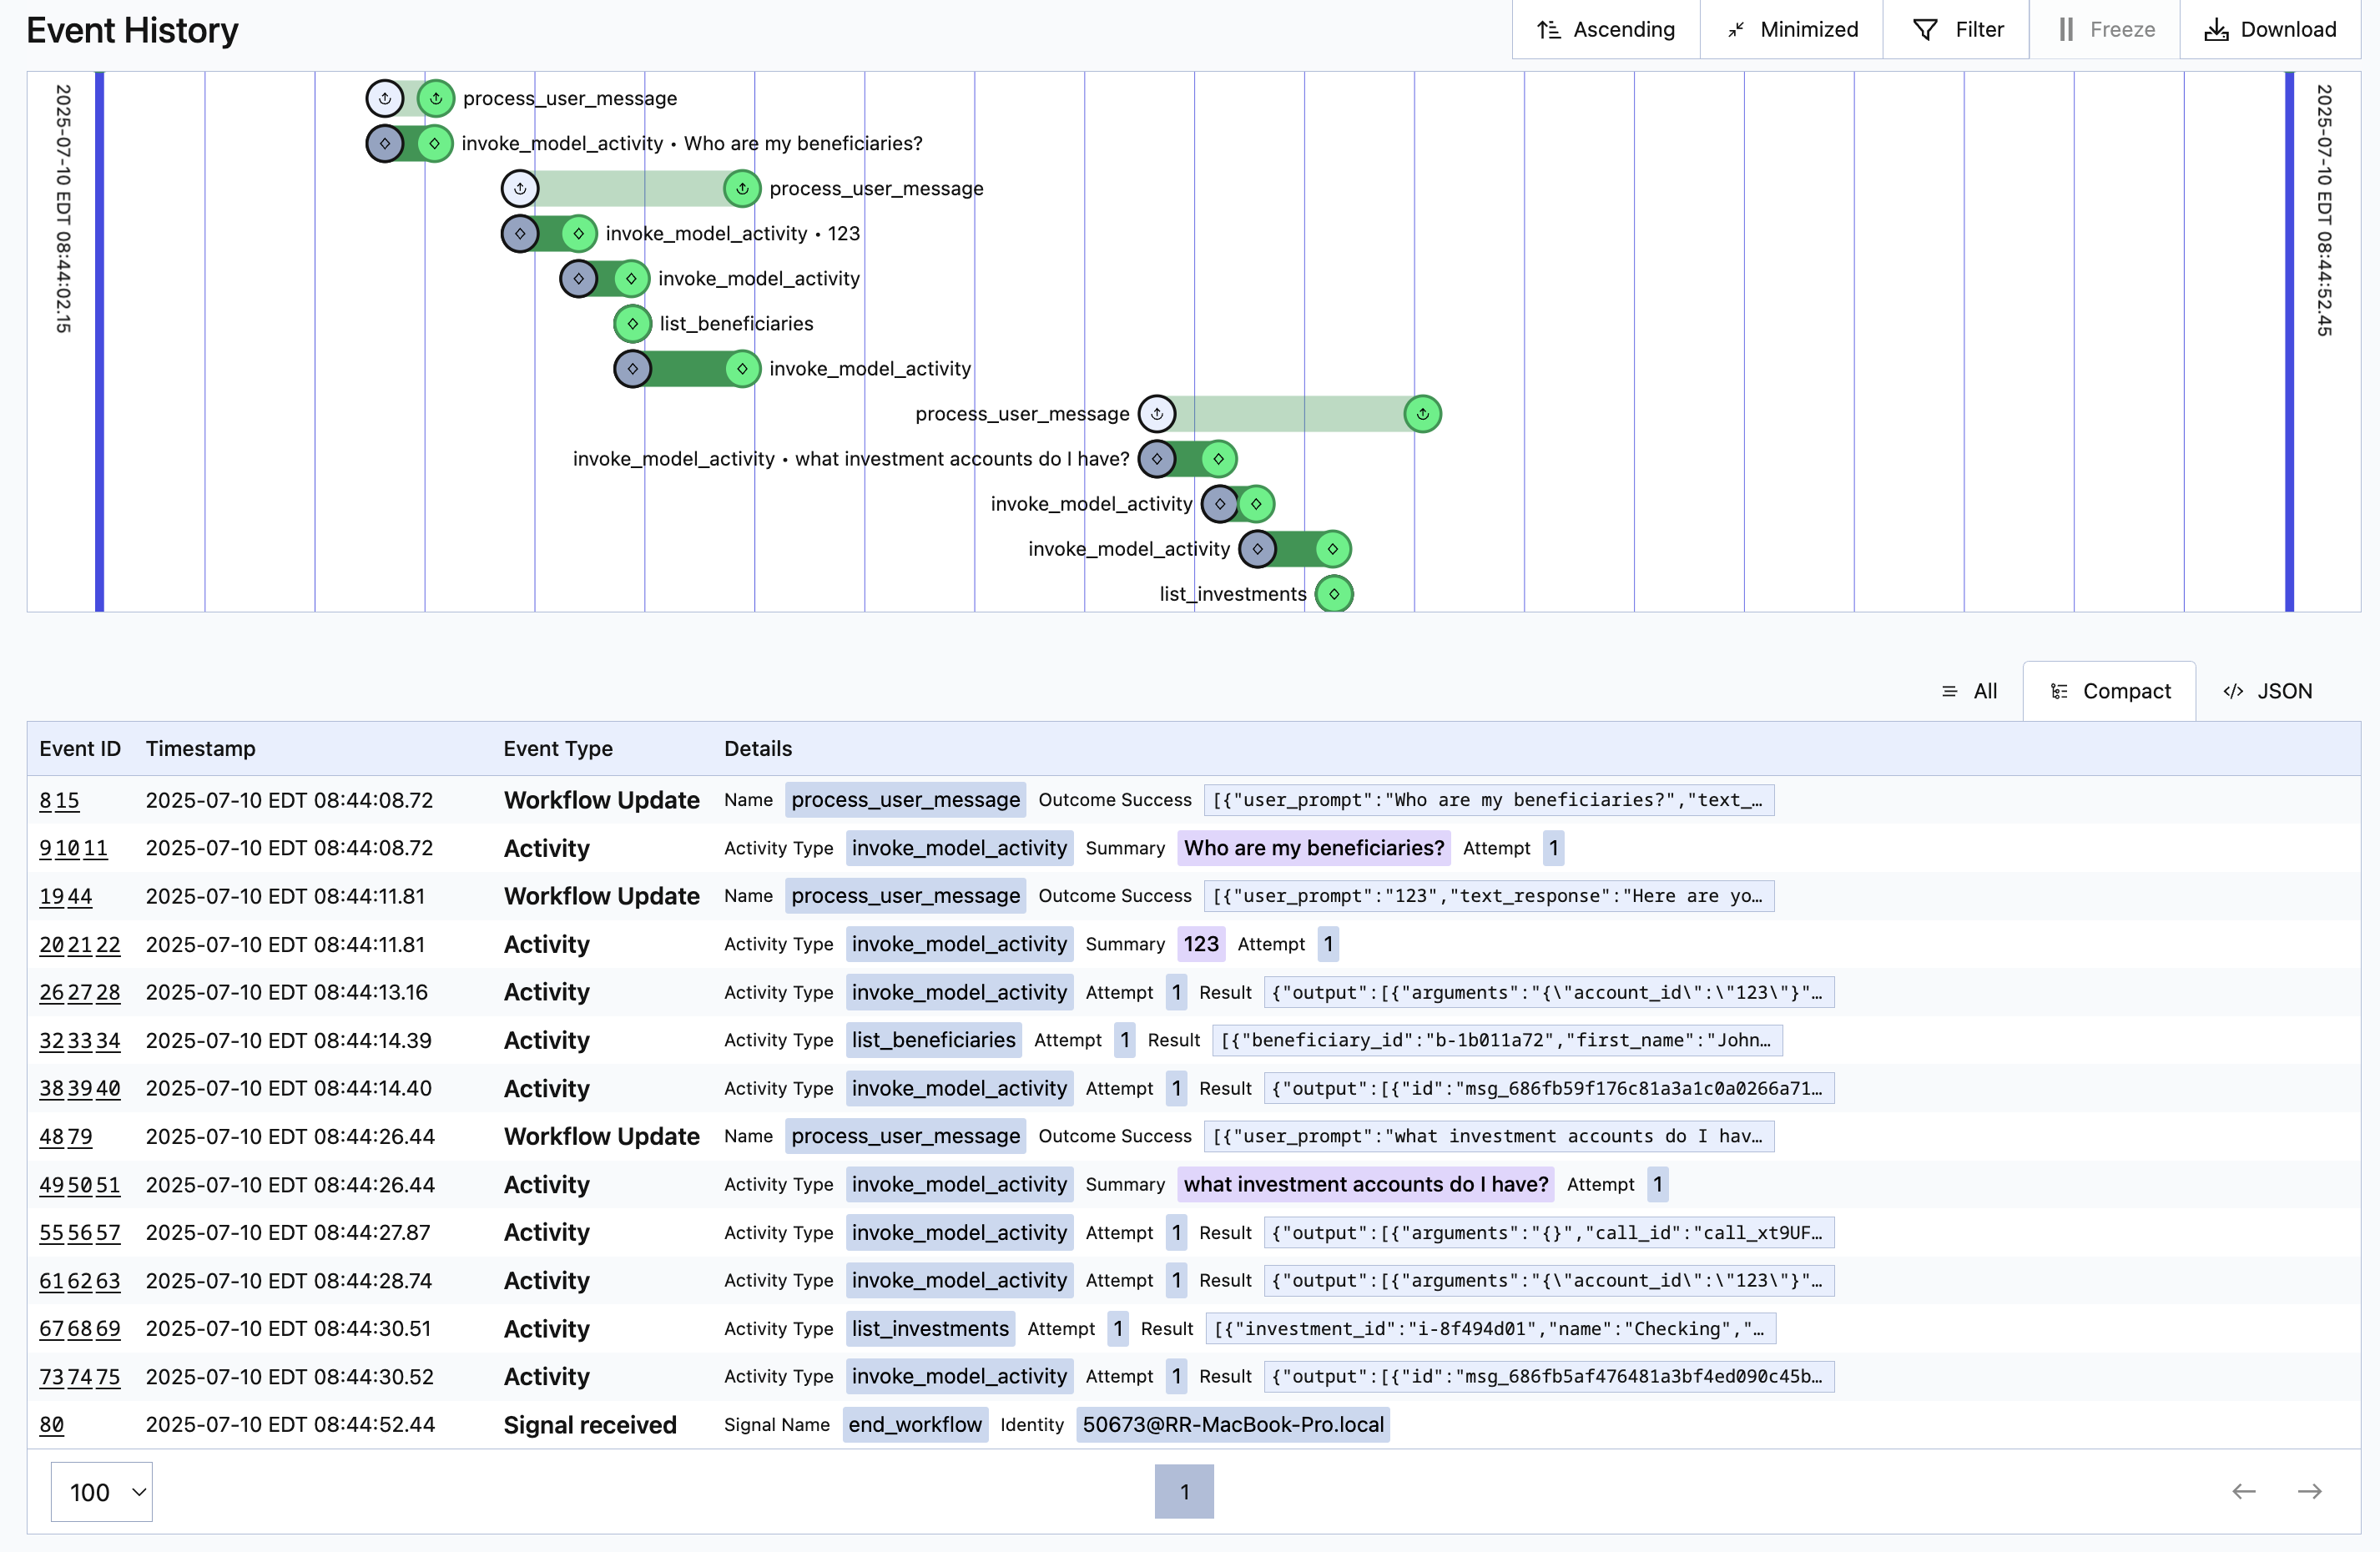 Event History
Ascending
Minimized
Filter
Freeze
Download
2025-07-10 EDT 08:44:02.15
2025-07-10 EDT 08:44:52.45
process_user_message
invoke_model_activity • Who are my beneficiaries?
process_user_message
invoke_model_activity • 123
invoke_model_activity
list_beneficiaries
invoke_model_activity
process_user_message
invoke_model_activity • what investment accounts do I have?
invoke_model_activity
invoke_model_activity
list_investments
All
Compact
JSON
Event ID Timestamp Event Type Details
8 15 2025-07-10 EDT 08:44:08.72 Workflow Update Name process_user_message Outcome Success [{"user_prompt":"Who are my beneficiaries?","text_…
9 10 11 2025-07-10 EDT 08:44:08.72 Activity Activity Type invoke_model_activity Summary Who are my beneficiaries? Attempt 1
19 44 2025-07-10 EDT 08:44:11.81 Workflow Update Name process_user_message Outcome Success [{"user_prompt":"123","text_response":"Here are yo…
20 21 22 2025-07-10 EDT 08:44:11.81 Activity Activity Type invoke_model_activity Summary 123 Attempt 1
26 27 28 2025-07-10 EDT 08:44:13.16 Activity Activity Type invoke_model_activity Attempt 1 Result {"output":[{"arguments":"{\"account_id\":\"123\"}"…
32 33 34 2025-07-10 EDT 08:44:14.39 Activity Activity Type list_beneficiaries Attempt 1 Result [{"beneficiary_id":"b-1b011a72","first_name":"John…
38 39 40 2025-07-10 EDT 08:44:14.40 Activity Activity Type invoke_model_activity Attempt 1 Result {"output":[{"id":"msg_686fb59f176c81a3a1c0a0266a71…
48 79 2025-07-10 EDT 08:44:26.44 Workflow Update Name process_user_message Outcome Success [{"user_prompt":"what investment accounts do I hav…
49 50 51 2025-07-10 EDT 08:44:26.44 Activity Activity Type invoke_model_activity Summary what investment accounts do I have? Attempt 1
55 56 57 2025-07-10 EDT 08:44:27.87 Activity Activity Type invoke_model_activity Attempt 1 Result {"output":[{"arguments":"{}","call_id":"call_xt9UF…
61 62 63 2025-07-10 EDT 08:44:28.74 Activity Activity Type invoke_model_activity Attempt 1 Result {"output":[{"arguments":"{\"account_id\":\"123\"}"…
67 68 69 2025-07-10 EDT 08:44:30.51 Activity Activity Type list_investments Attempt 1 Result [{"investment_id":"i-8f494d01","name":"Checking","…
73 74 75 2025-07-10 EDT 08:44:30.52 Activity Activity Type invoke_model_activity Attempt 1 Result {"output":[{"id":"msg_686fb5af476481a3bf4ed090c45b…
80 2025-07-10 EDT 08:44:52.44 Signal received Signal Name end_workflow Identity 50673@RR-MacBook-Pro.local
100
1